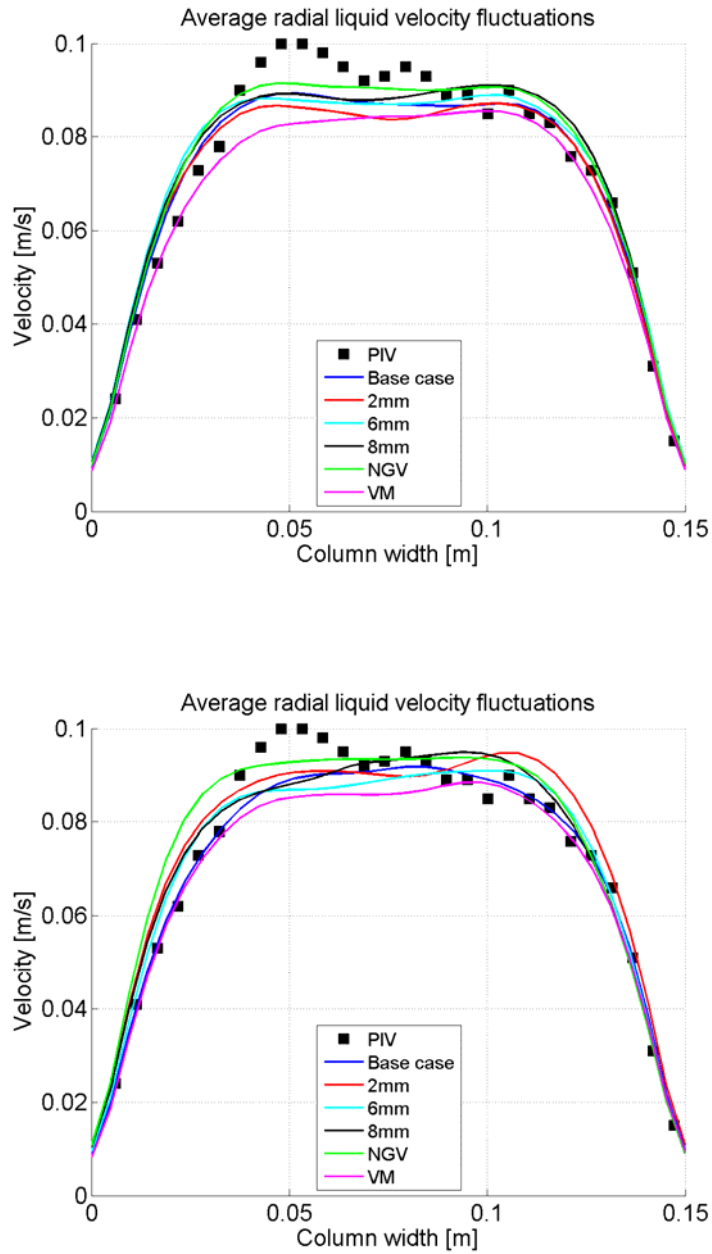 Average radial liquid velocity fluctuations
0.1
0.08
0.06
0.04
0.02
0
Velocity [m/s]
PIV
Base case
2mm
6mm
8mm
NGV
VM
0 0.05 0.1 0.15
Column width [m]
Average radial liquid velocity fluctuations
0.1
0.08
0.06
0.04
0.02
0
Velocity [m/s]
PIV
Base case
2mm
6mm
8mm
NGV
VM
0 0.05 0.1 0.15
Column width [m]